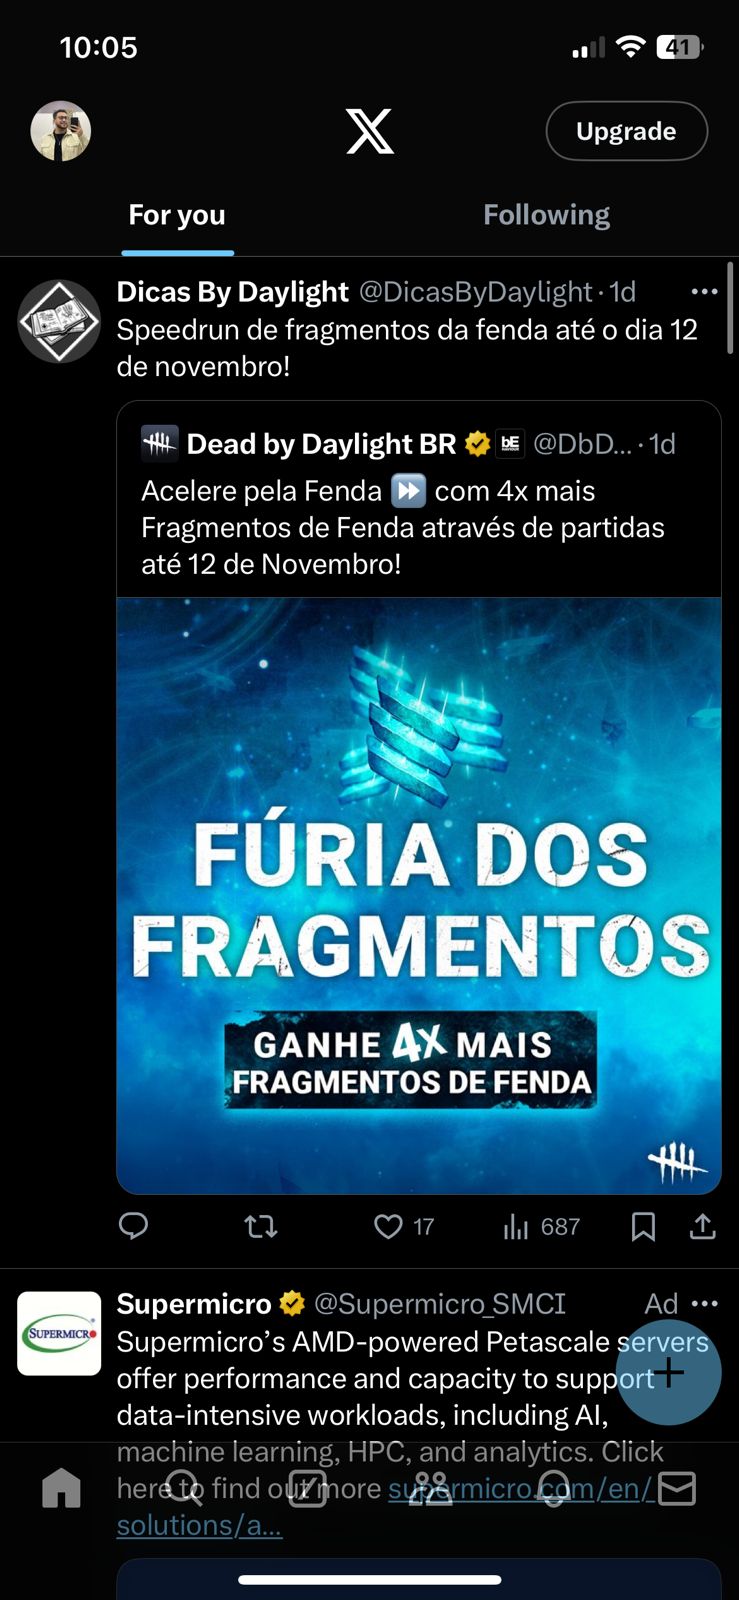 10:05
41
Upgrade
For you
Following
Dicas By Daylight @DicasByDaylight · 1d
Speedrun de fragmentos da fenda até o dia 12
de novembro!
Dead by Daylight BR bE @DbD... · 1d
Acelere pela Fenda ⏩ com 4x mais
Fragmentos de Fenda através de partidas
até 12 de Novembro!
FÚRIA DOS
FRAGMENTOS
GANHE 4X MAIS
FRAGMENTOS DE FENDA
17
687
SUPERMICRO
Supermicro @Supermicro_SMCI Ad
Supermicro’s AMD-powered Petascale servers
offer performance and capacity to support
data-intensive workloads, including AI,
machine learning, HPC, and analytics. Click
here to find out more supermicro.com/en/
solutions/a...